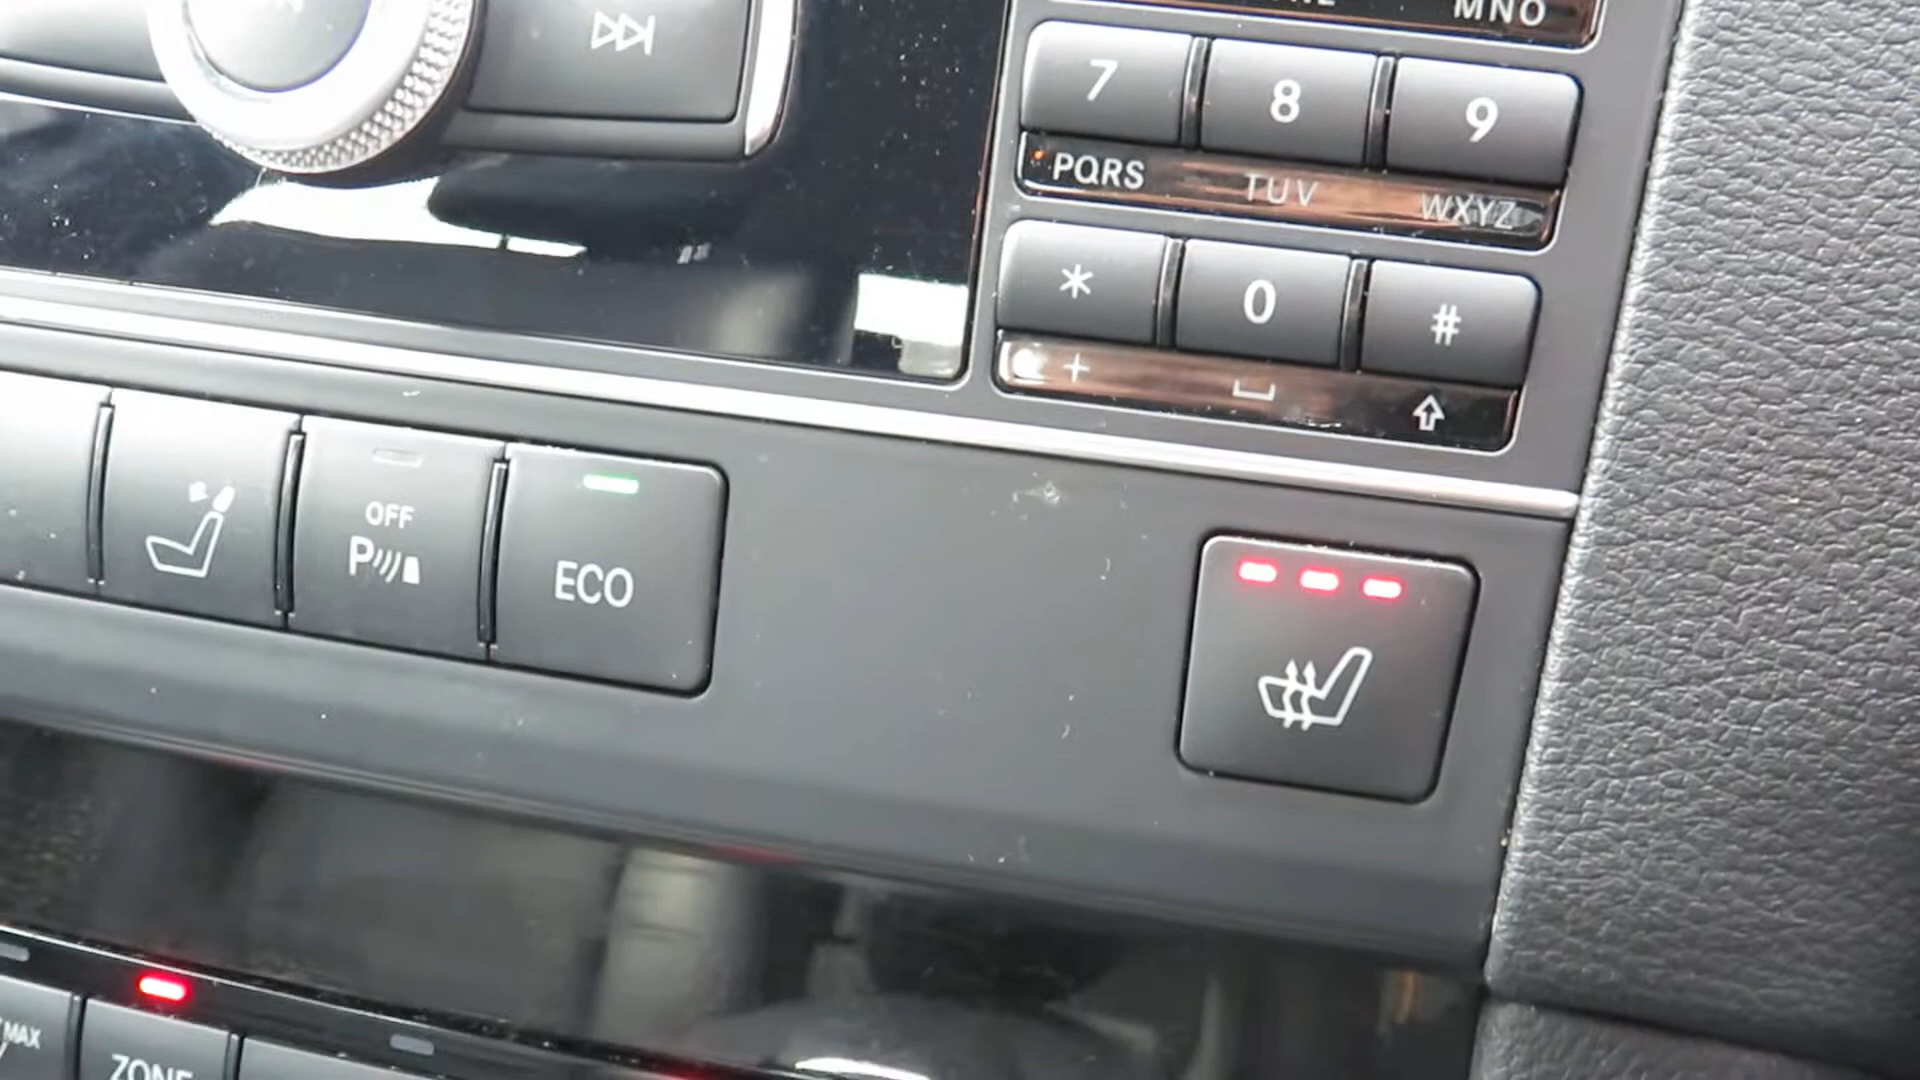 MNO
7 8 9
PQRS TUV WXYZ
* 0 #
+
OFF
P
ECO
MAX
ZONE